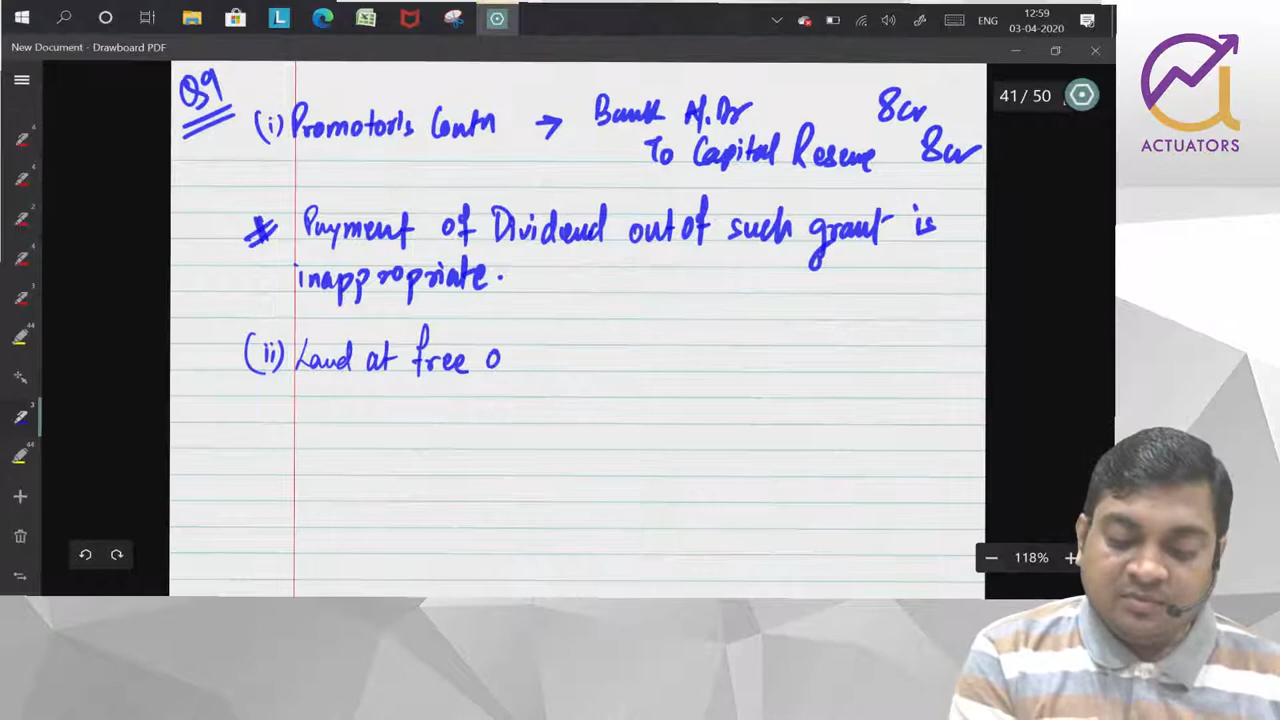 12:59
ENG
03-04-2020
New Document - Drawboard PDF
41 / 50
ACTUATORS
Q9
(i) Promotor's Contn → Bank A/c Dr 8cr
To Capital Reserve 8cr
* Payment of Dividend out of such grant is
inappropriate.
(ii) Land at free o
118%